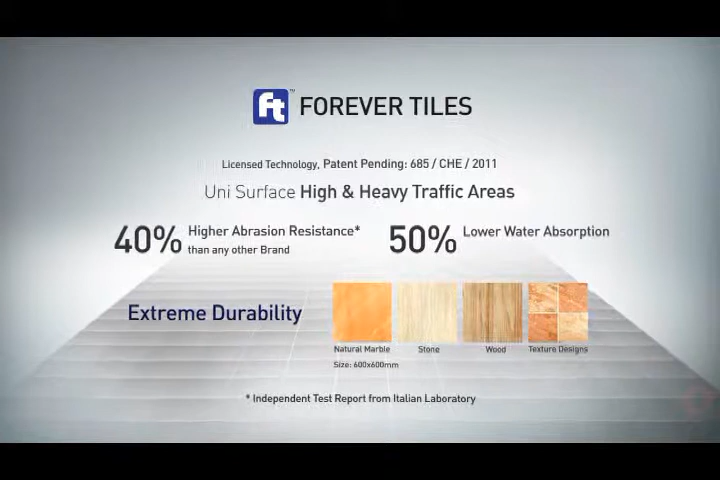 ft™ FOREVER TILES
Licensed Technology, Patent Pending: 685 / CHE / 2011
Uni Surface High & Heavy Traffic Areas
40% Higher Abrasion Resistance*
than any other Brand
50% Lower Water Absorption
Extreme Durability
Natural Marble Stone Wood Texture Designs
Size: 600x600mm
* Independent Test Report from Italian Laboratory